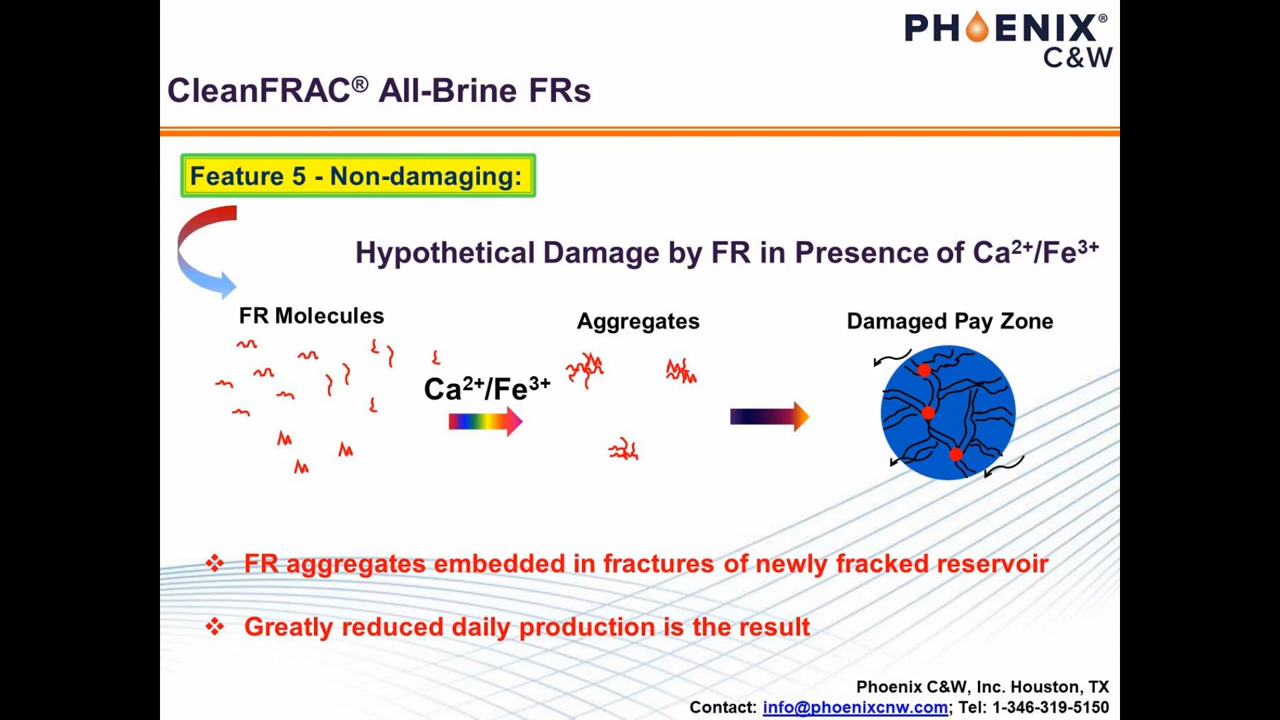 PHOENIX®
C&W
CleanFRAC® All-Brine FRs
Feature 5 - Non-damaging:
Hypothetical Damage by FR in Presence of Ca²⁺/Fe³⁺
FR Molecules
Aggregates
Damaged Pay Zone
Ca²⁺/Fe³⁺
FR aggregates embedded in fractures of newly fracked reservoir
Greatly reduced daily production is the result
Phoenix C&W, Inc. Houston, TX
Contact: info@phoenixcnw.com; Tel: 1-346-319-5150